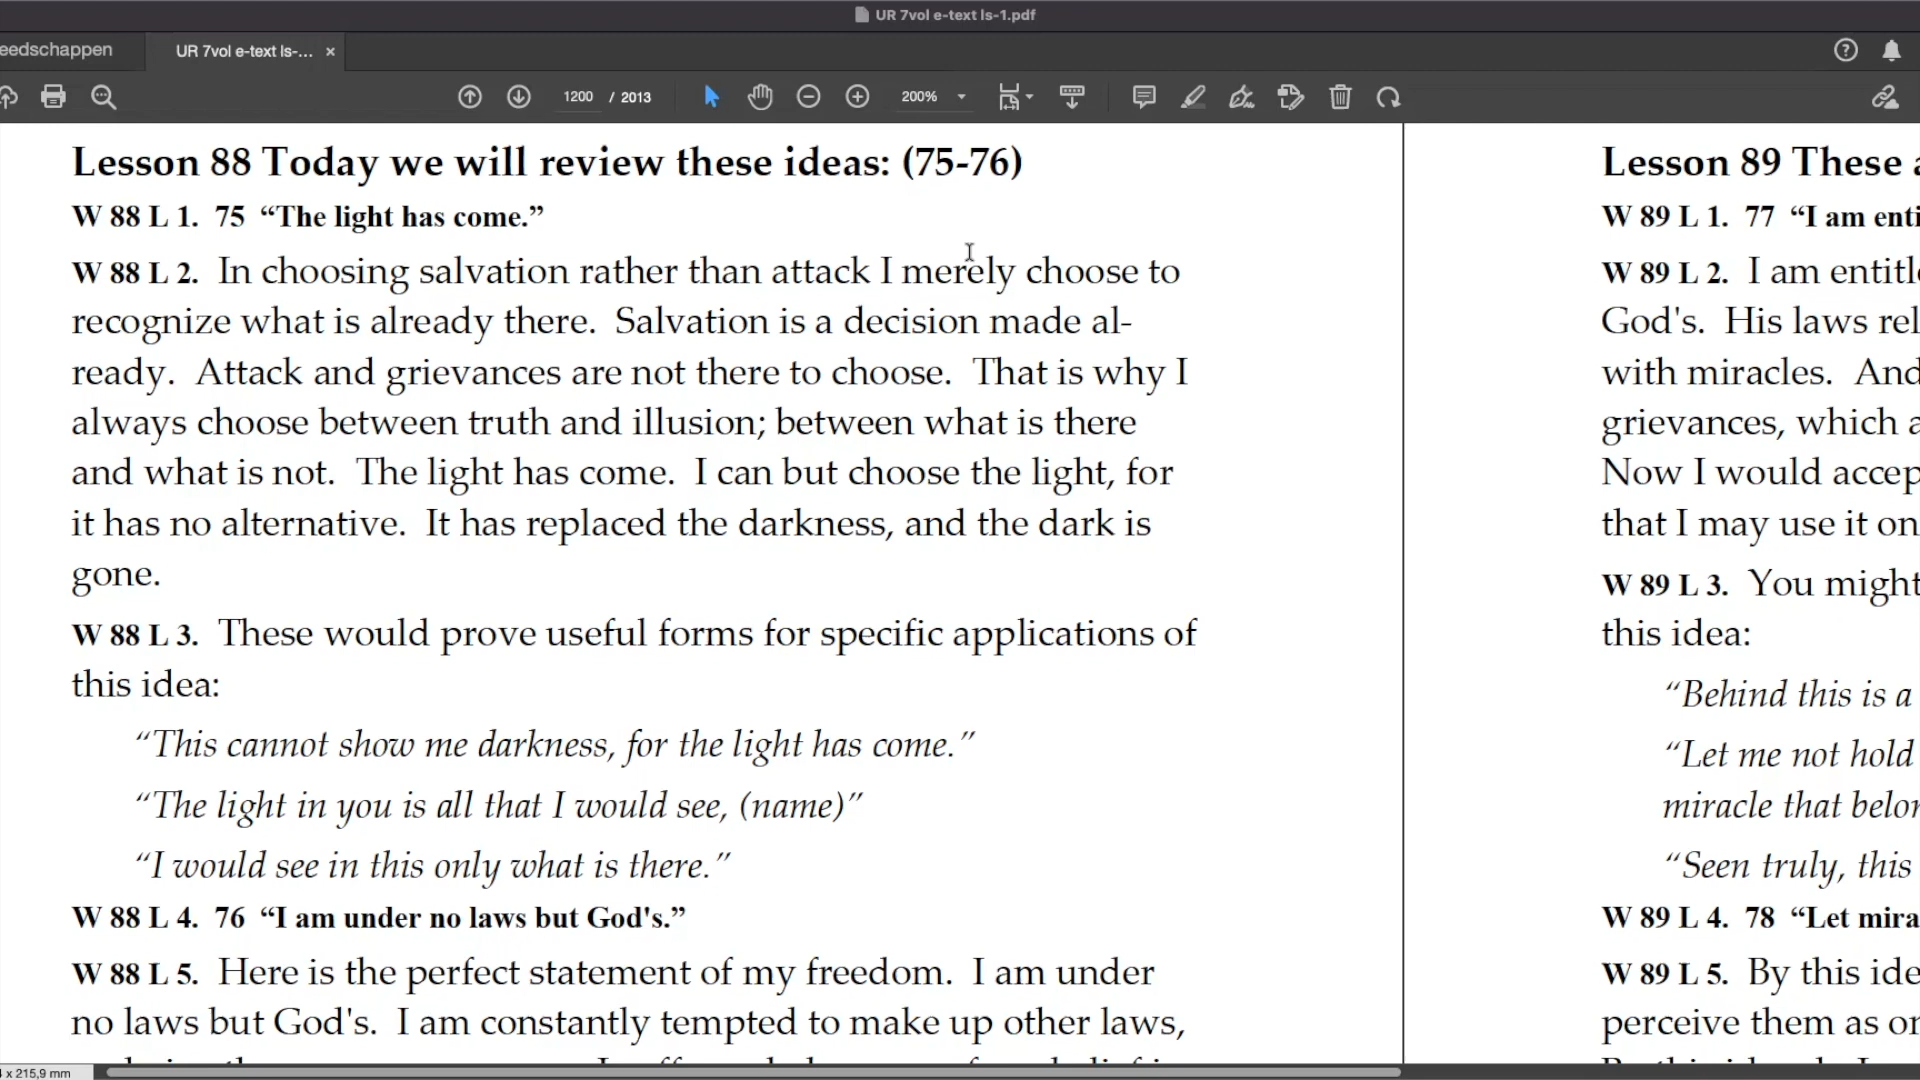 UR 7vol e-text ls-1.pdf
eedschappen
UR 7vol e-text ls-... ×
1200 / 2013
200%
Lesson 88 Today we will review these ideas: (75-76)
W 88 L 1. 75 “The light has come.”
W 88 L 2. In choosing salvation rather than attack I merely choose to
recognize what is already there. Salvation is a decision made al-
ready. Attack and grievances are not there to choose. That is why I
always choose between truth and illusion; between what is there
and what is not. The light has come. I can but choose the light, for
it has no alternative. It has replaced the darkness, and the dark is
gone.
W 88 L 3. These would prove useful forms for specific applications of
this idea:
“This cannot show me darkness, for the light has come.”
“The light in you is all that I would see, (name)”
“I would see in this only what is there.”
W 88 L 4. 76 “I am under no laws but God's.”
W 88 L 5. Here is the perfect statement of my freedom. I am under
no laws but God's. I am constantly tempted to make up other laws,
Lesson 89 These a
W 89 L 1. 77 “I am enti
W 89 L 2. I am entitle
God's. His laws rel
with miracles. And
grievances, which a
Now I would accep
that I may use it on
W 89 L 3. You might
this idea:
“Behind this is a
“Let me not hold
miracle that belon
“Seen truly, this
W 89 L 4. 78 “Let mira
W 89 L 5. By this ide
perceive them as on
x 215,9 mm